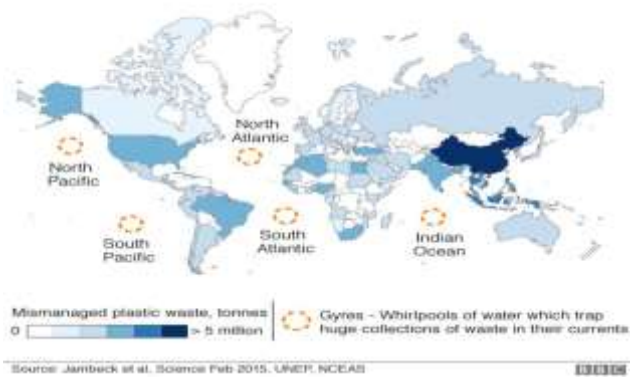 North
Atlantic
North
Pacific
South
Pacific
South
Atlantic
Indian
Ocean
Mismanaged plastic waste, tonnes
0 > 5 million
Gyres - Whirlpools of water which trap
huge collections of waste in their currents
Source: Jambeck et al. Science Feb 2015, UNEP, NCEAS
BBC